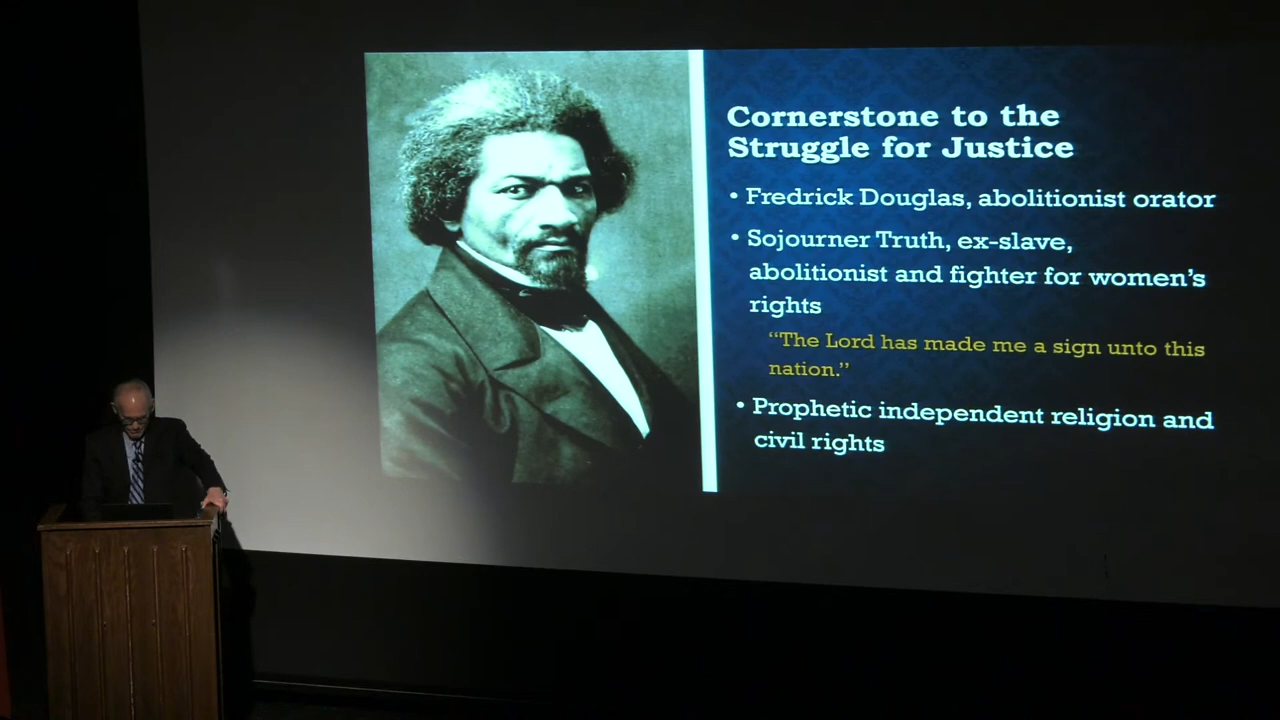 Cornerstone to the
Struggle for Justice
• Fredrick Douglas, abolitionist orator
• Sojourner Truth, ex-slave,
abolitionist and fighter for women’s
rights
“The Lord has made me a sign unto this
nation.”
• Prophetic independent religion and
civil rights